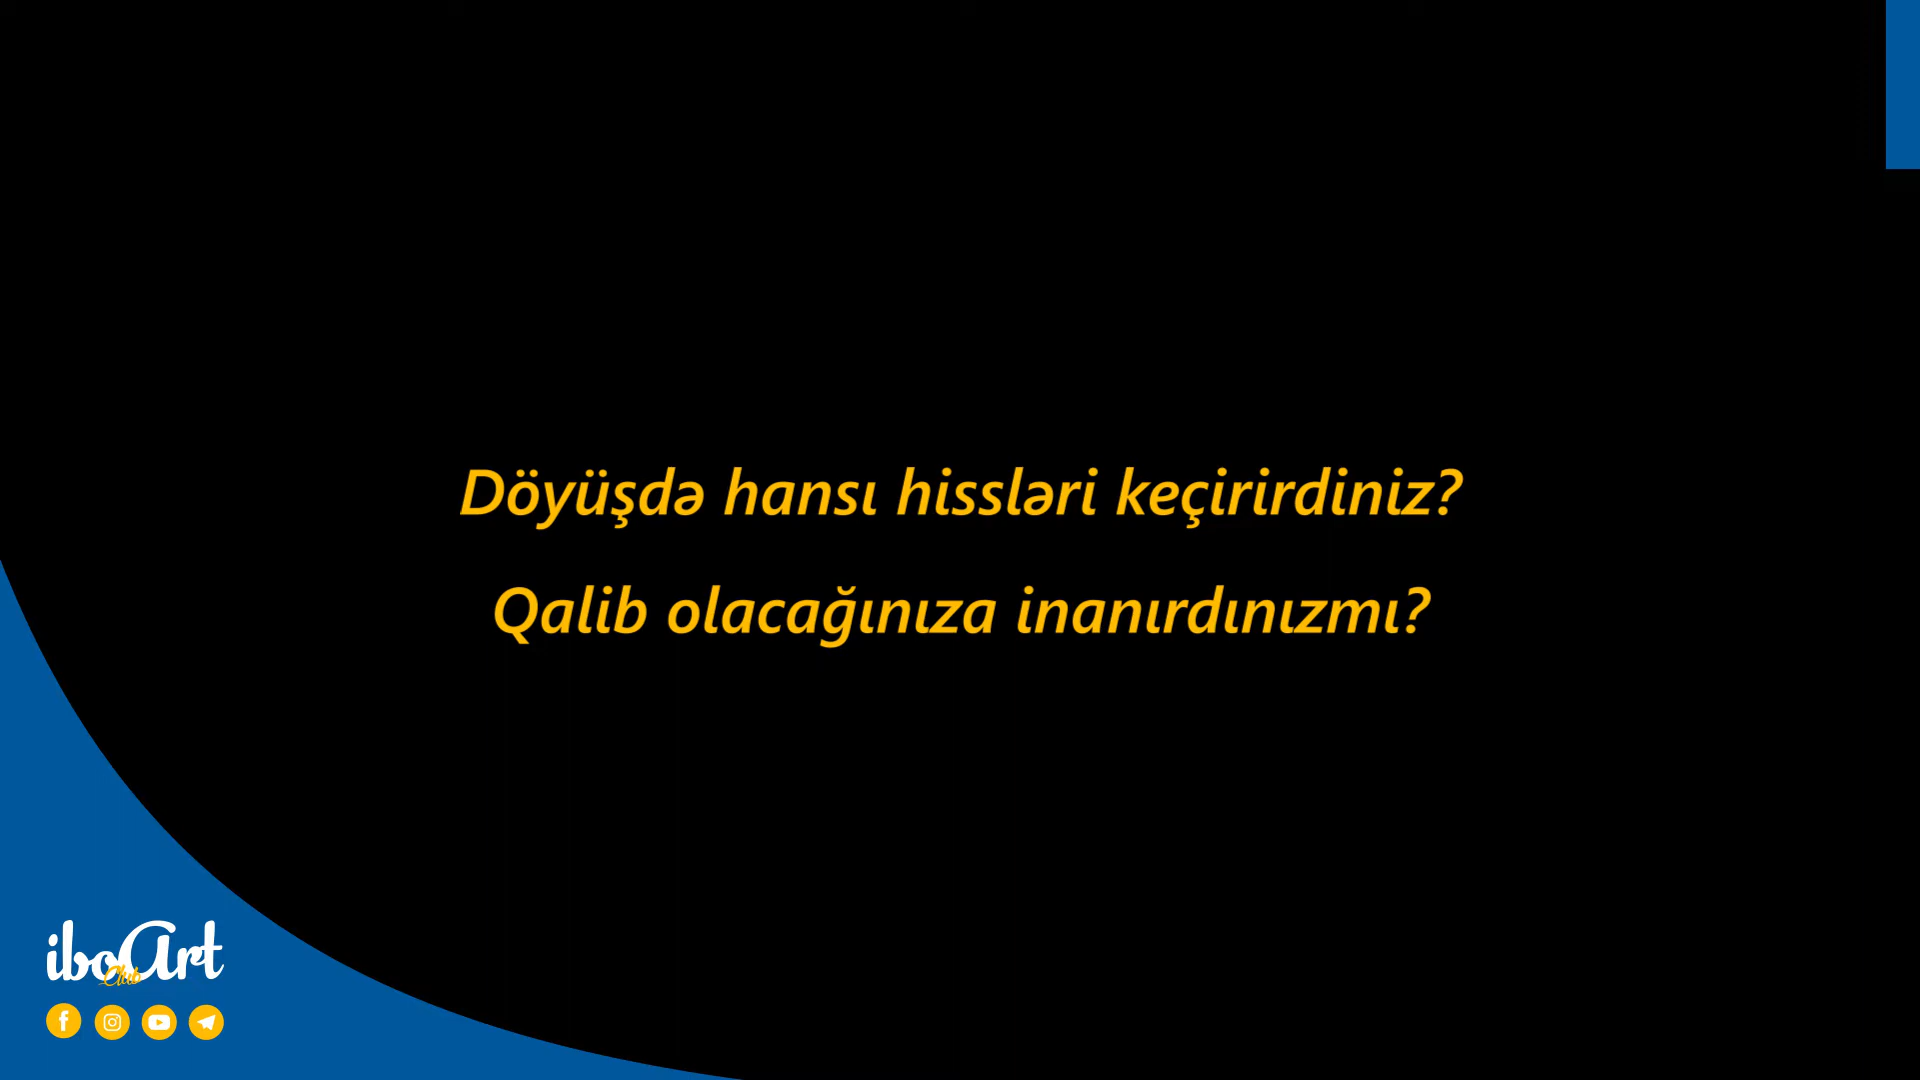 Döyüşdə hansı hissləri keçirirdiniz?
Qalib olacağınıza inanırdınızmı?
iboArt
Club